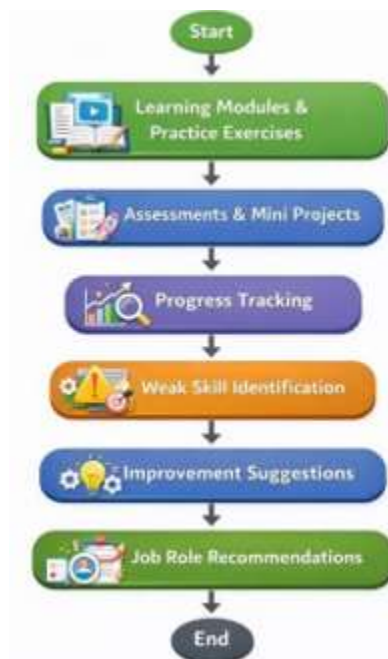 Start
Learning Modules &
Practice Exercises
Assessments & Mini Projects
Progress Tracking
Weak Skill Identification
Improvement Suggestions
Job Role Recommendations
End